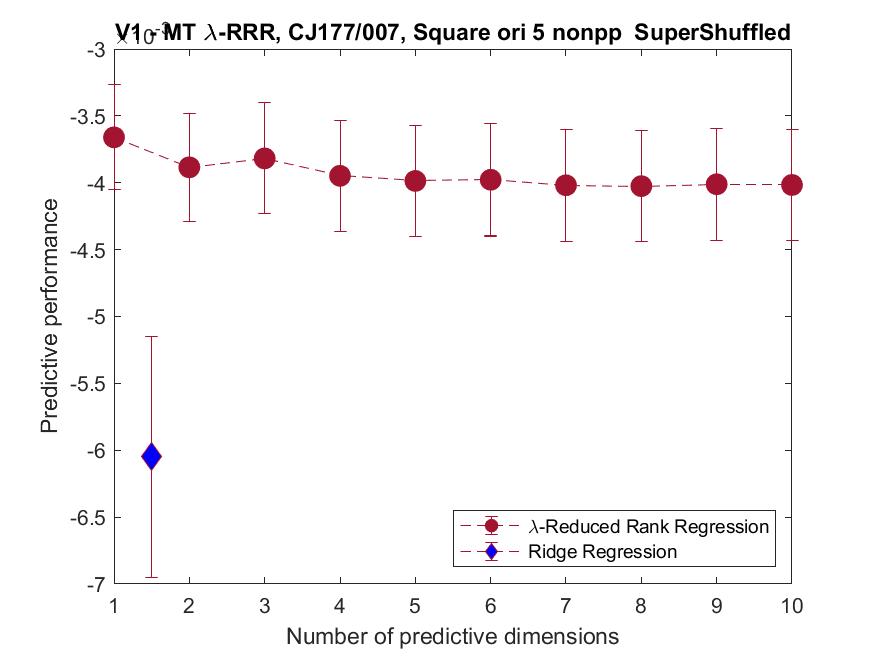 V1 - MT λ-RRR, CJ177/007, Square ori 5 nonpp  SuperShuffled
×10⁻³
-3
-3.5
-4
-4.5
-5
-5.5
-6
-6.5
-7
Predictive performance
λ-Reduced Rank Regression
Ridge Regression
1 2 3 4 5 6 7 8 9 10
Number of predictive dimensions